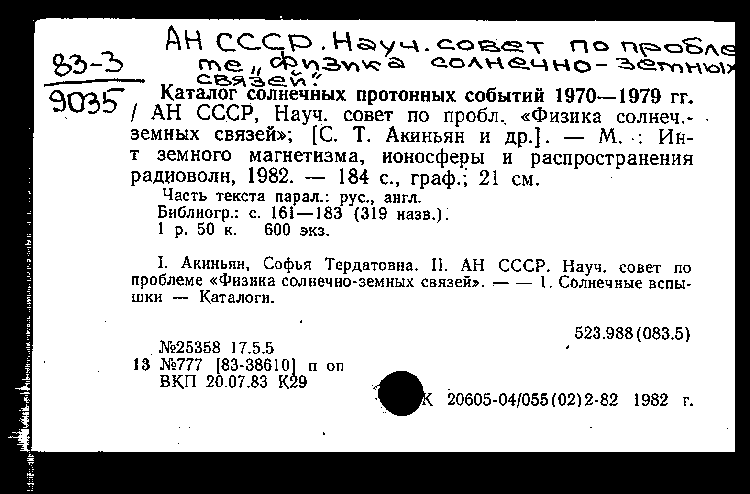 АН СССР. Науч. совет по пробле
83-3
ме „Физика солнечно-земных
связей".
9035
Каталог солнечных протонных событий 1970—1979 гг.
/ АН СССР, Науч. совет по пробл. «Физика солнеч.-
земных связей»; [С. Т. Акиньян и др.]. — М. : Ин-
т земного магнетизма, ионосферы и распространения
радиоволн, 1982. — 184 с., граф.; 21 см.
Часть текста парал.: рус., англ.
Библиогр.: с. 161—183 (319 назв.).
1 р. 50 к. 600 экз.
I. Акиньян, Софья Тердатовна. II. АН СССР. Науч. совет по
проблеме «Физика солнечно-земных связей». — — 1. Солнечные вспы-
шки — Каталоги.
523.988(083.5)
№25358 17.5.5
13 №777 [83-38610] п оп
ВКП 20.07.83 К29
К 20605-04/055(02)2-82 1982 г.